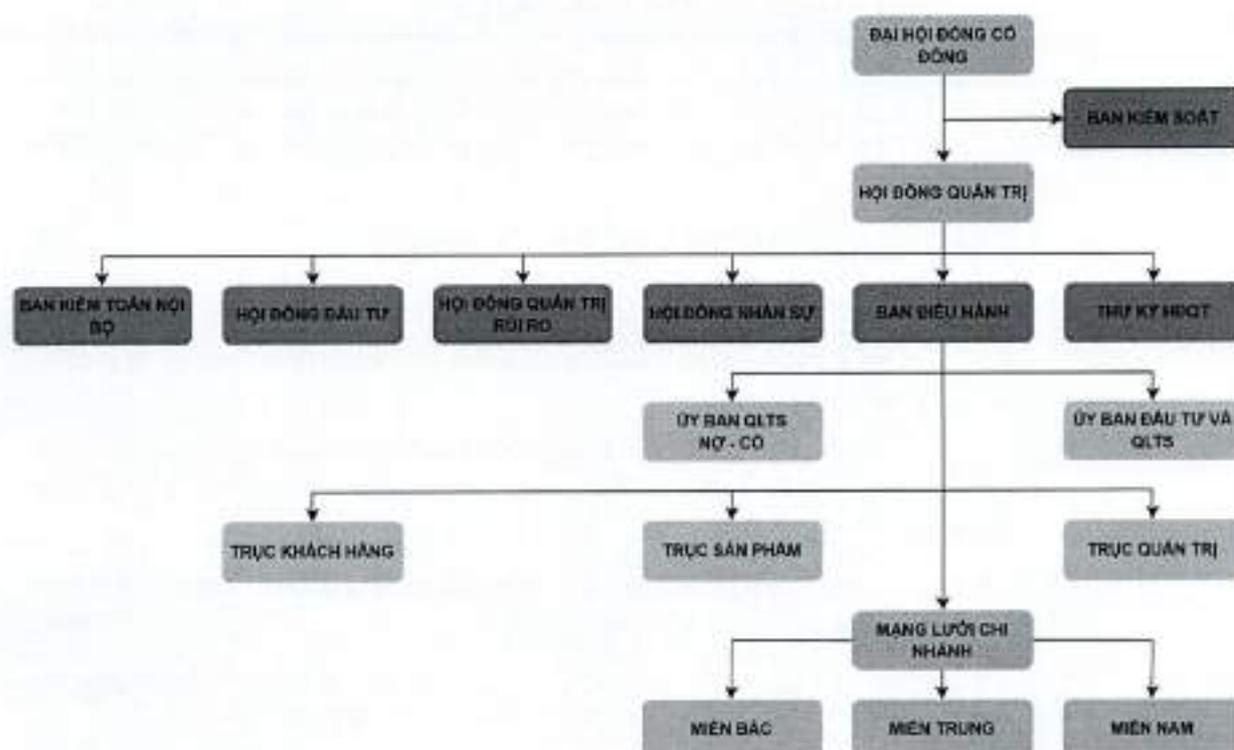 ĐẠI HỘI ĐỒNG CỔ
ĐÔNG
BAN KIỂM SOÁT
HỘI ĐỒNG QUẢN TRỊ
BAN KIỂM TOÁN NỘI
BỘ
HỘI ĐỒNG ĐẦU TƯ
HỘI ĐỒNG QUẢN TRỊ
RỦI RO
HỘI ĐỒNG NHÂN SỰ
BAN ĐIỀU HÀNH
THƯ KÝ HĐQT
ỦY BAN QLTS
NỢ - CÓ
ỦY BAN ĐẦU TƯ VÀ
QLTS
TRỤC KHÁCH HÀNG
TRỤC SẢN PHẨM
TRỤC QUẢN TRỊ
MẠNG LƯỚI CHI
NHÁNH
MIỀN BẮC
MIỀN TRUNG
MIỀN NAM